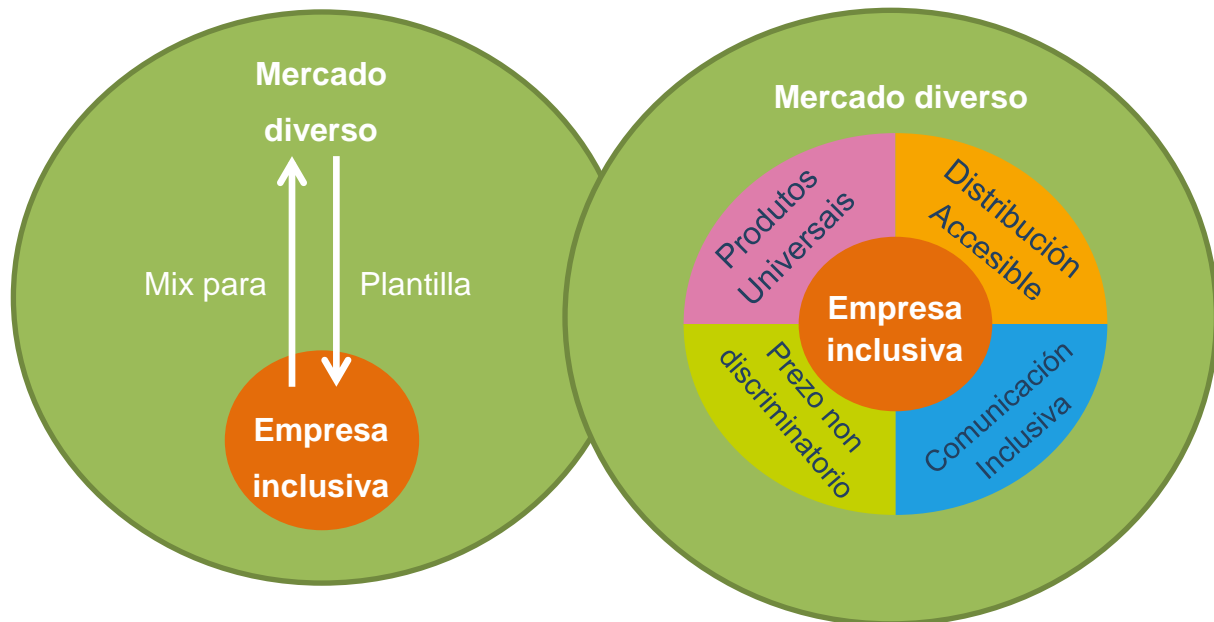 Mercado
diverso
Mix para
Plantilla
Empresa
inclusiva
Mercado diverso
Produtos
Universais
Distribución
Accesible
Empresa
inclusiva
Prezo non
discriminatorio
Comunicación
Inclusiva